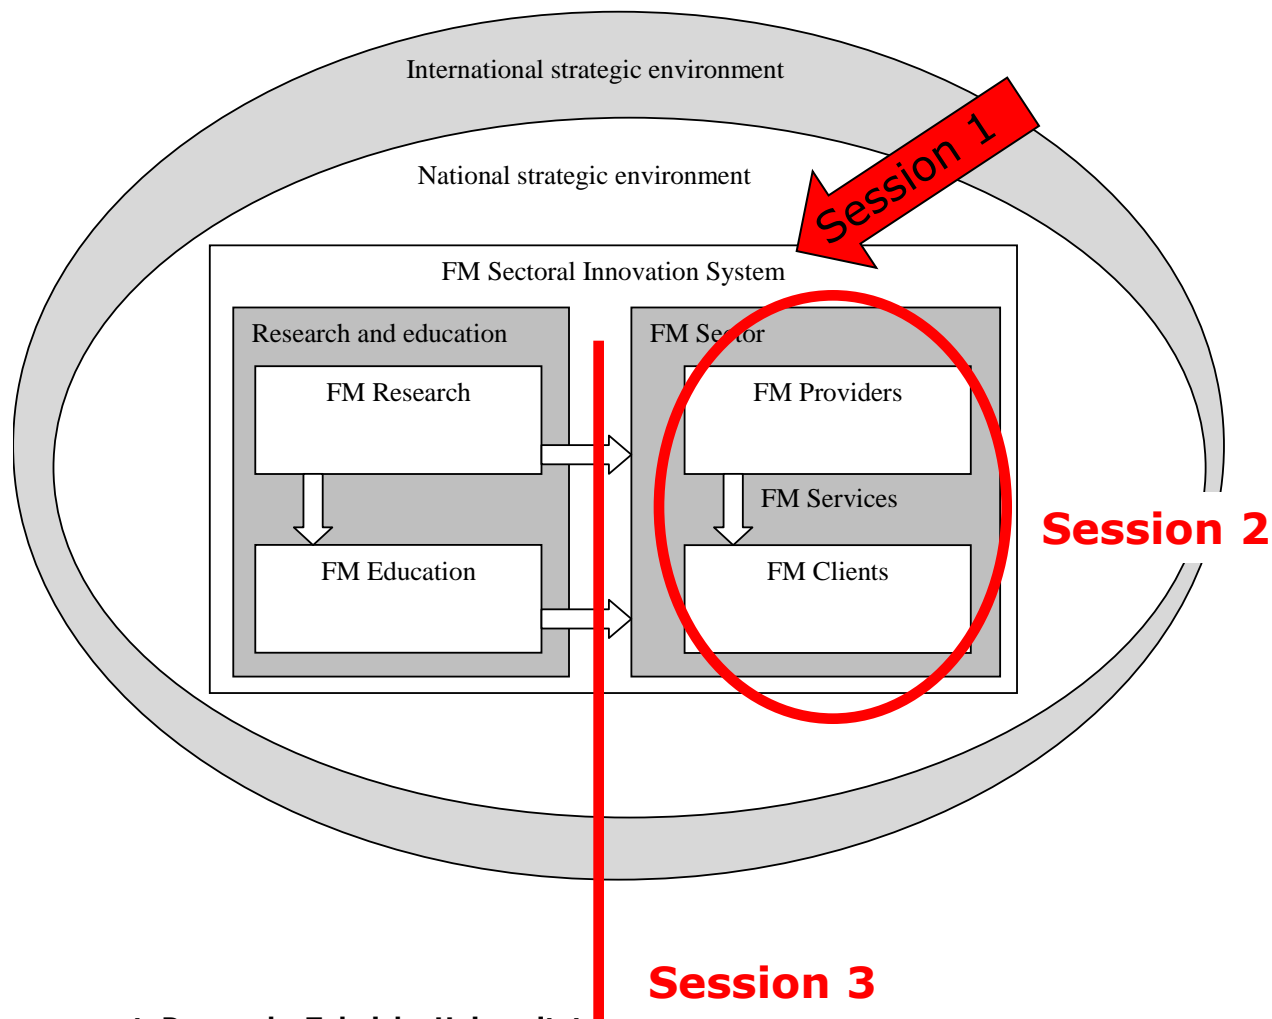 International strategic environment
Session 1
National strategic environment
FM Sectoral Innovation System
Research and education
FM Sector
FM Research
FM Providers
FM Services
Session 2
FM Education
FM Clients
Session 3